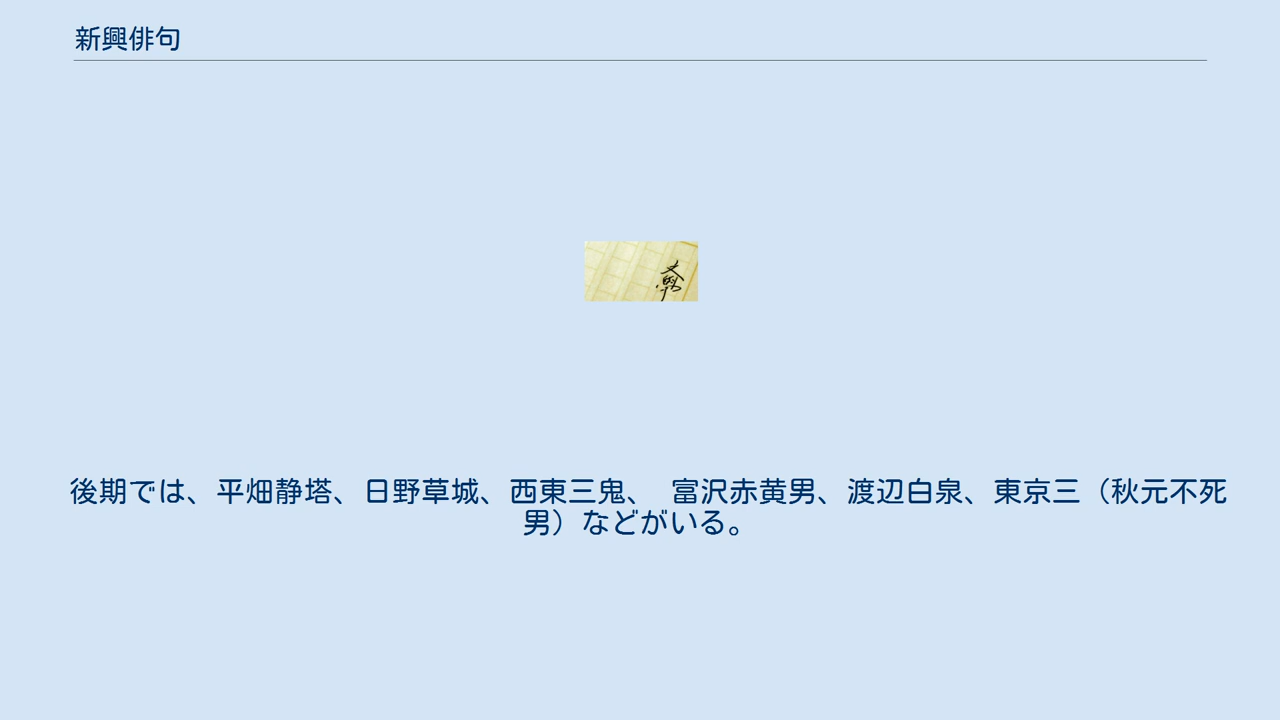 新興俳句
後期では、平畑静塔、日野草城、西東三鬼、 富沢赤黄男、渡辺白泉、東京三（秋元不死
男）などがいる。